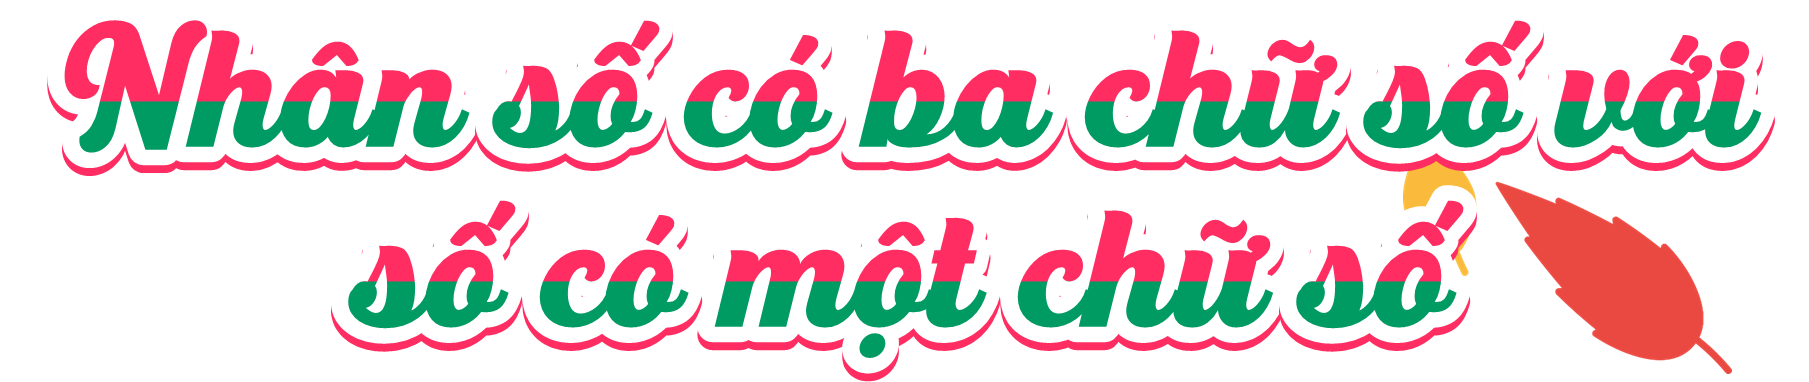 Nhân số có ba chữ số với
số có một chữ số